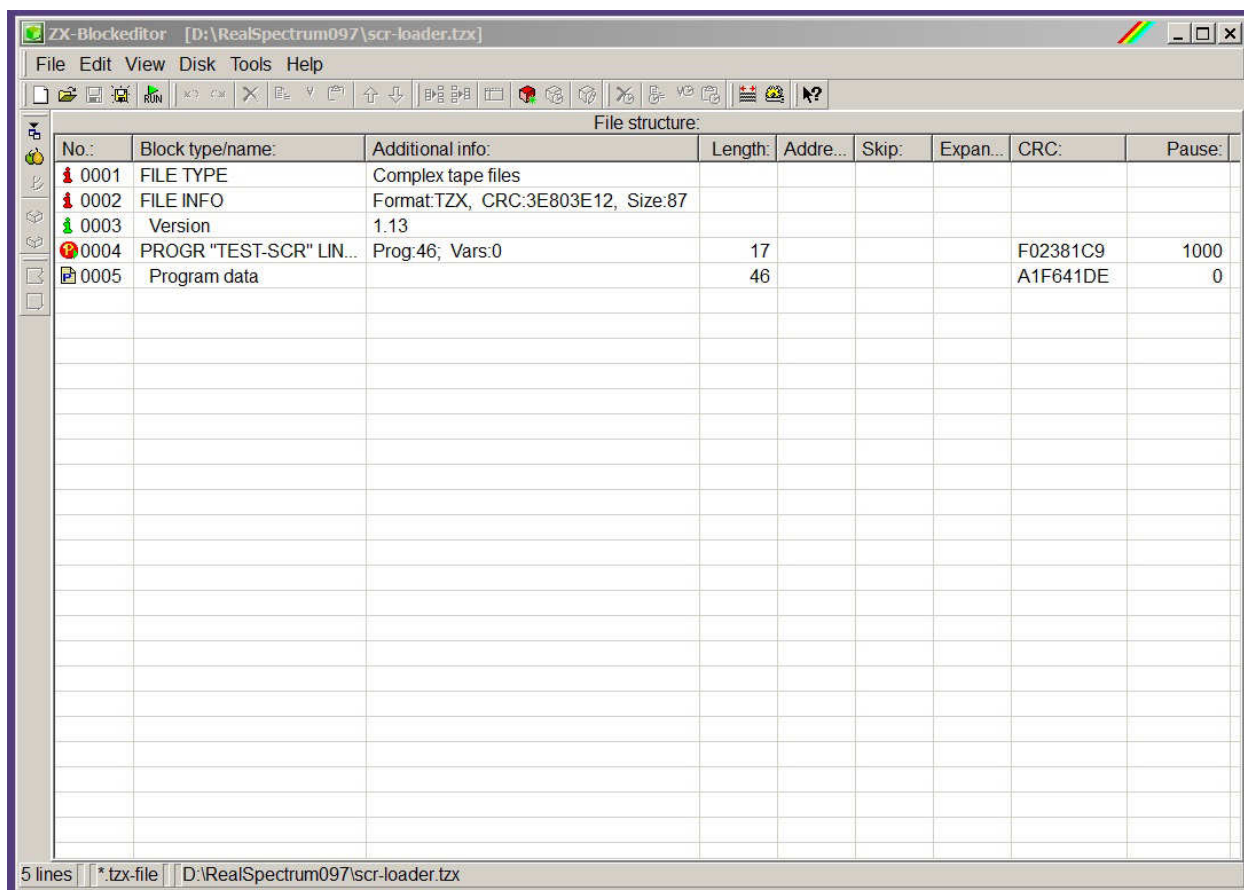 ZX-Blockeditor [D:\RealSpectrum097\scr-loader.tzx]
File Edit View Disk Tools Help
RUN
File structure:
No.: Block type/name: Additional info: Length: Addre... Skip: Expan... CRC: Pause:
0001 FILE TYPE Complex tape files
0002 FILE INFO Format:TZX, CRC:3E803E12, Size:87
0003 Version 1.13
0004 PROGR "TEST-SCR" LIN... Prog:46; Vars:0 17 F02381C9 1000
0005 Program data 46 A1F641DE 0
5 lines *.tzx-file D:\RealSpectrum097\scr-loader.tzx